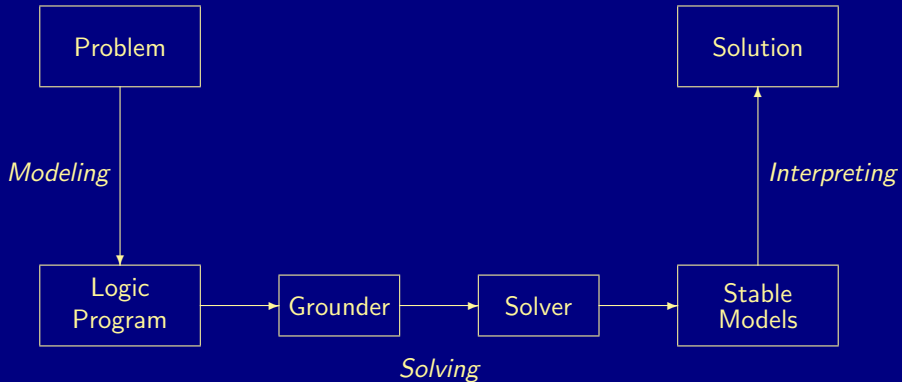 Problem
Solution
Modeling
Interpreting
Logic
Program
Grounder
Solver
Stable
Models
Solving